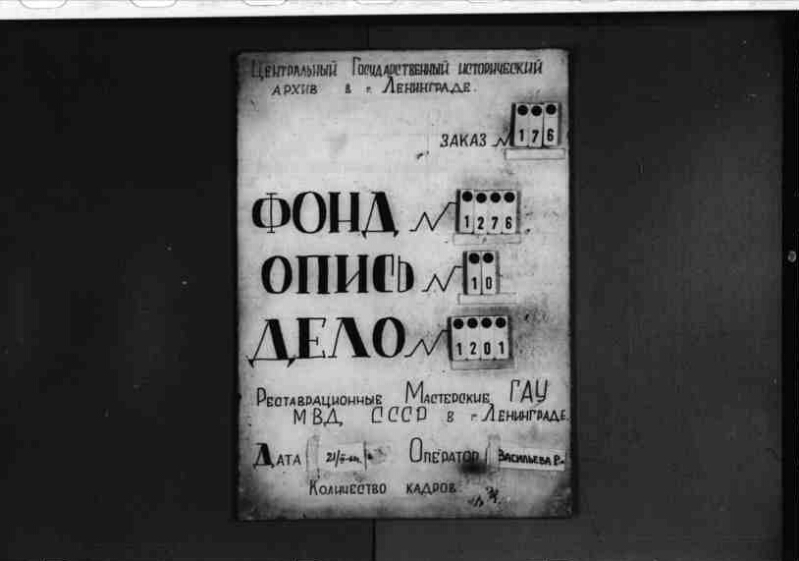 Центральный Государственный исторический
архив в г. Ленинграде.
ЗАКАЗ № 176
ФОНД № 1276
ОПИСЬ № 10
ДЕЛО № 1201
Реставрационные Мастерские ГАУ
МВД СССР в г. Ленинграде.
Дата
Оператор Васильева
Количество кадров